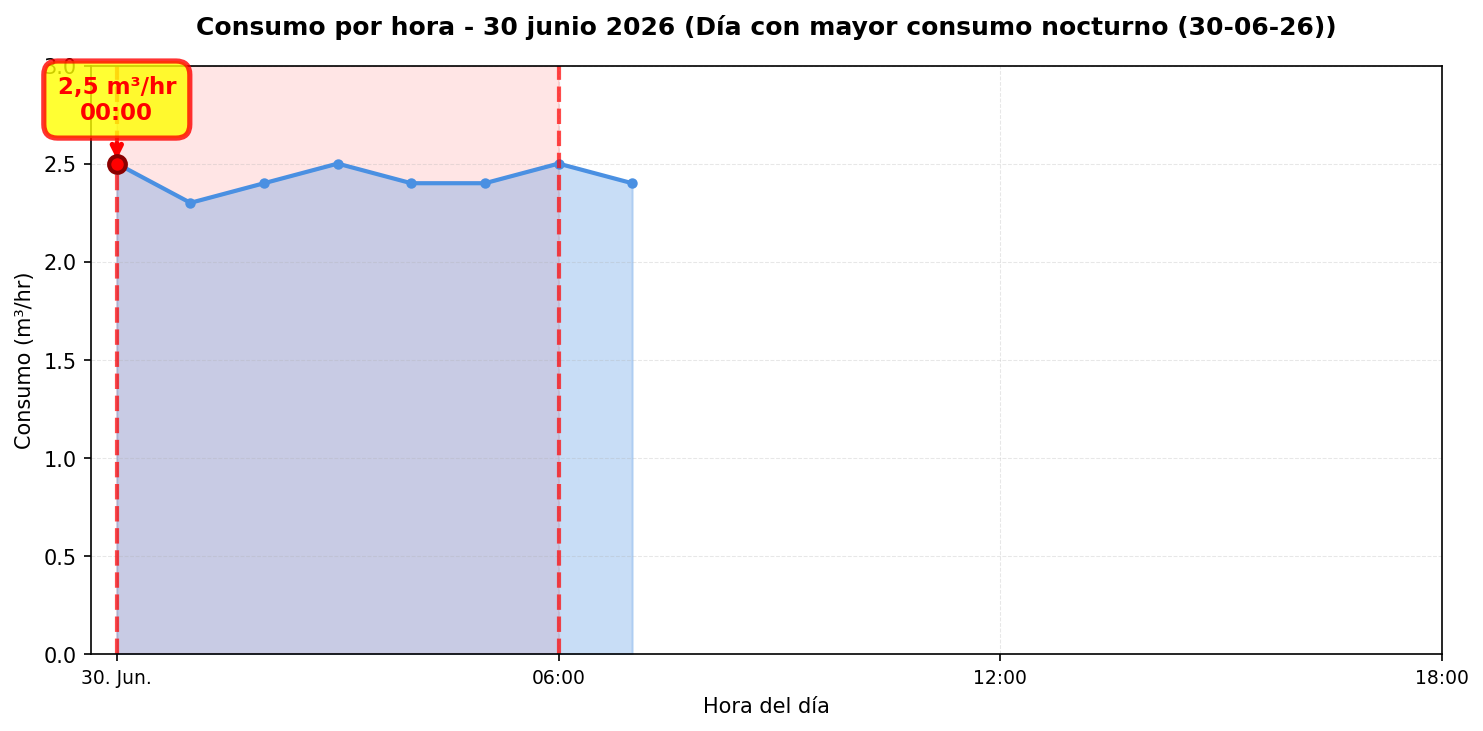 Consumo por hora - 30 junio 2026 (Día con mayor consumo nocturno (30-06-26))
3.0
2,5 m³/hr
00:00
2.5
2.0
1.5
1.0
0.5
0.0
Consumo (m³/hr)
30. Jun.
06:00
12:00
18:00
Hora del día